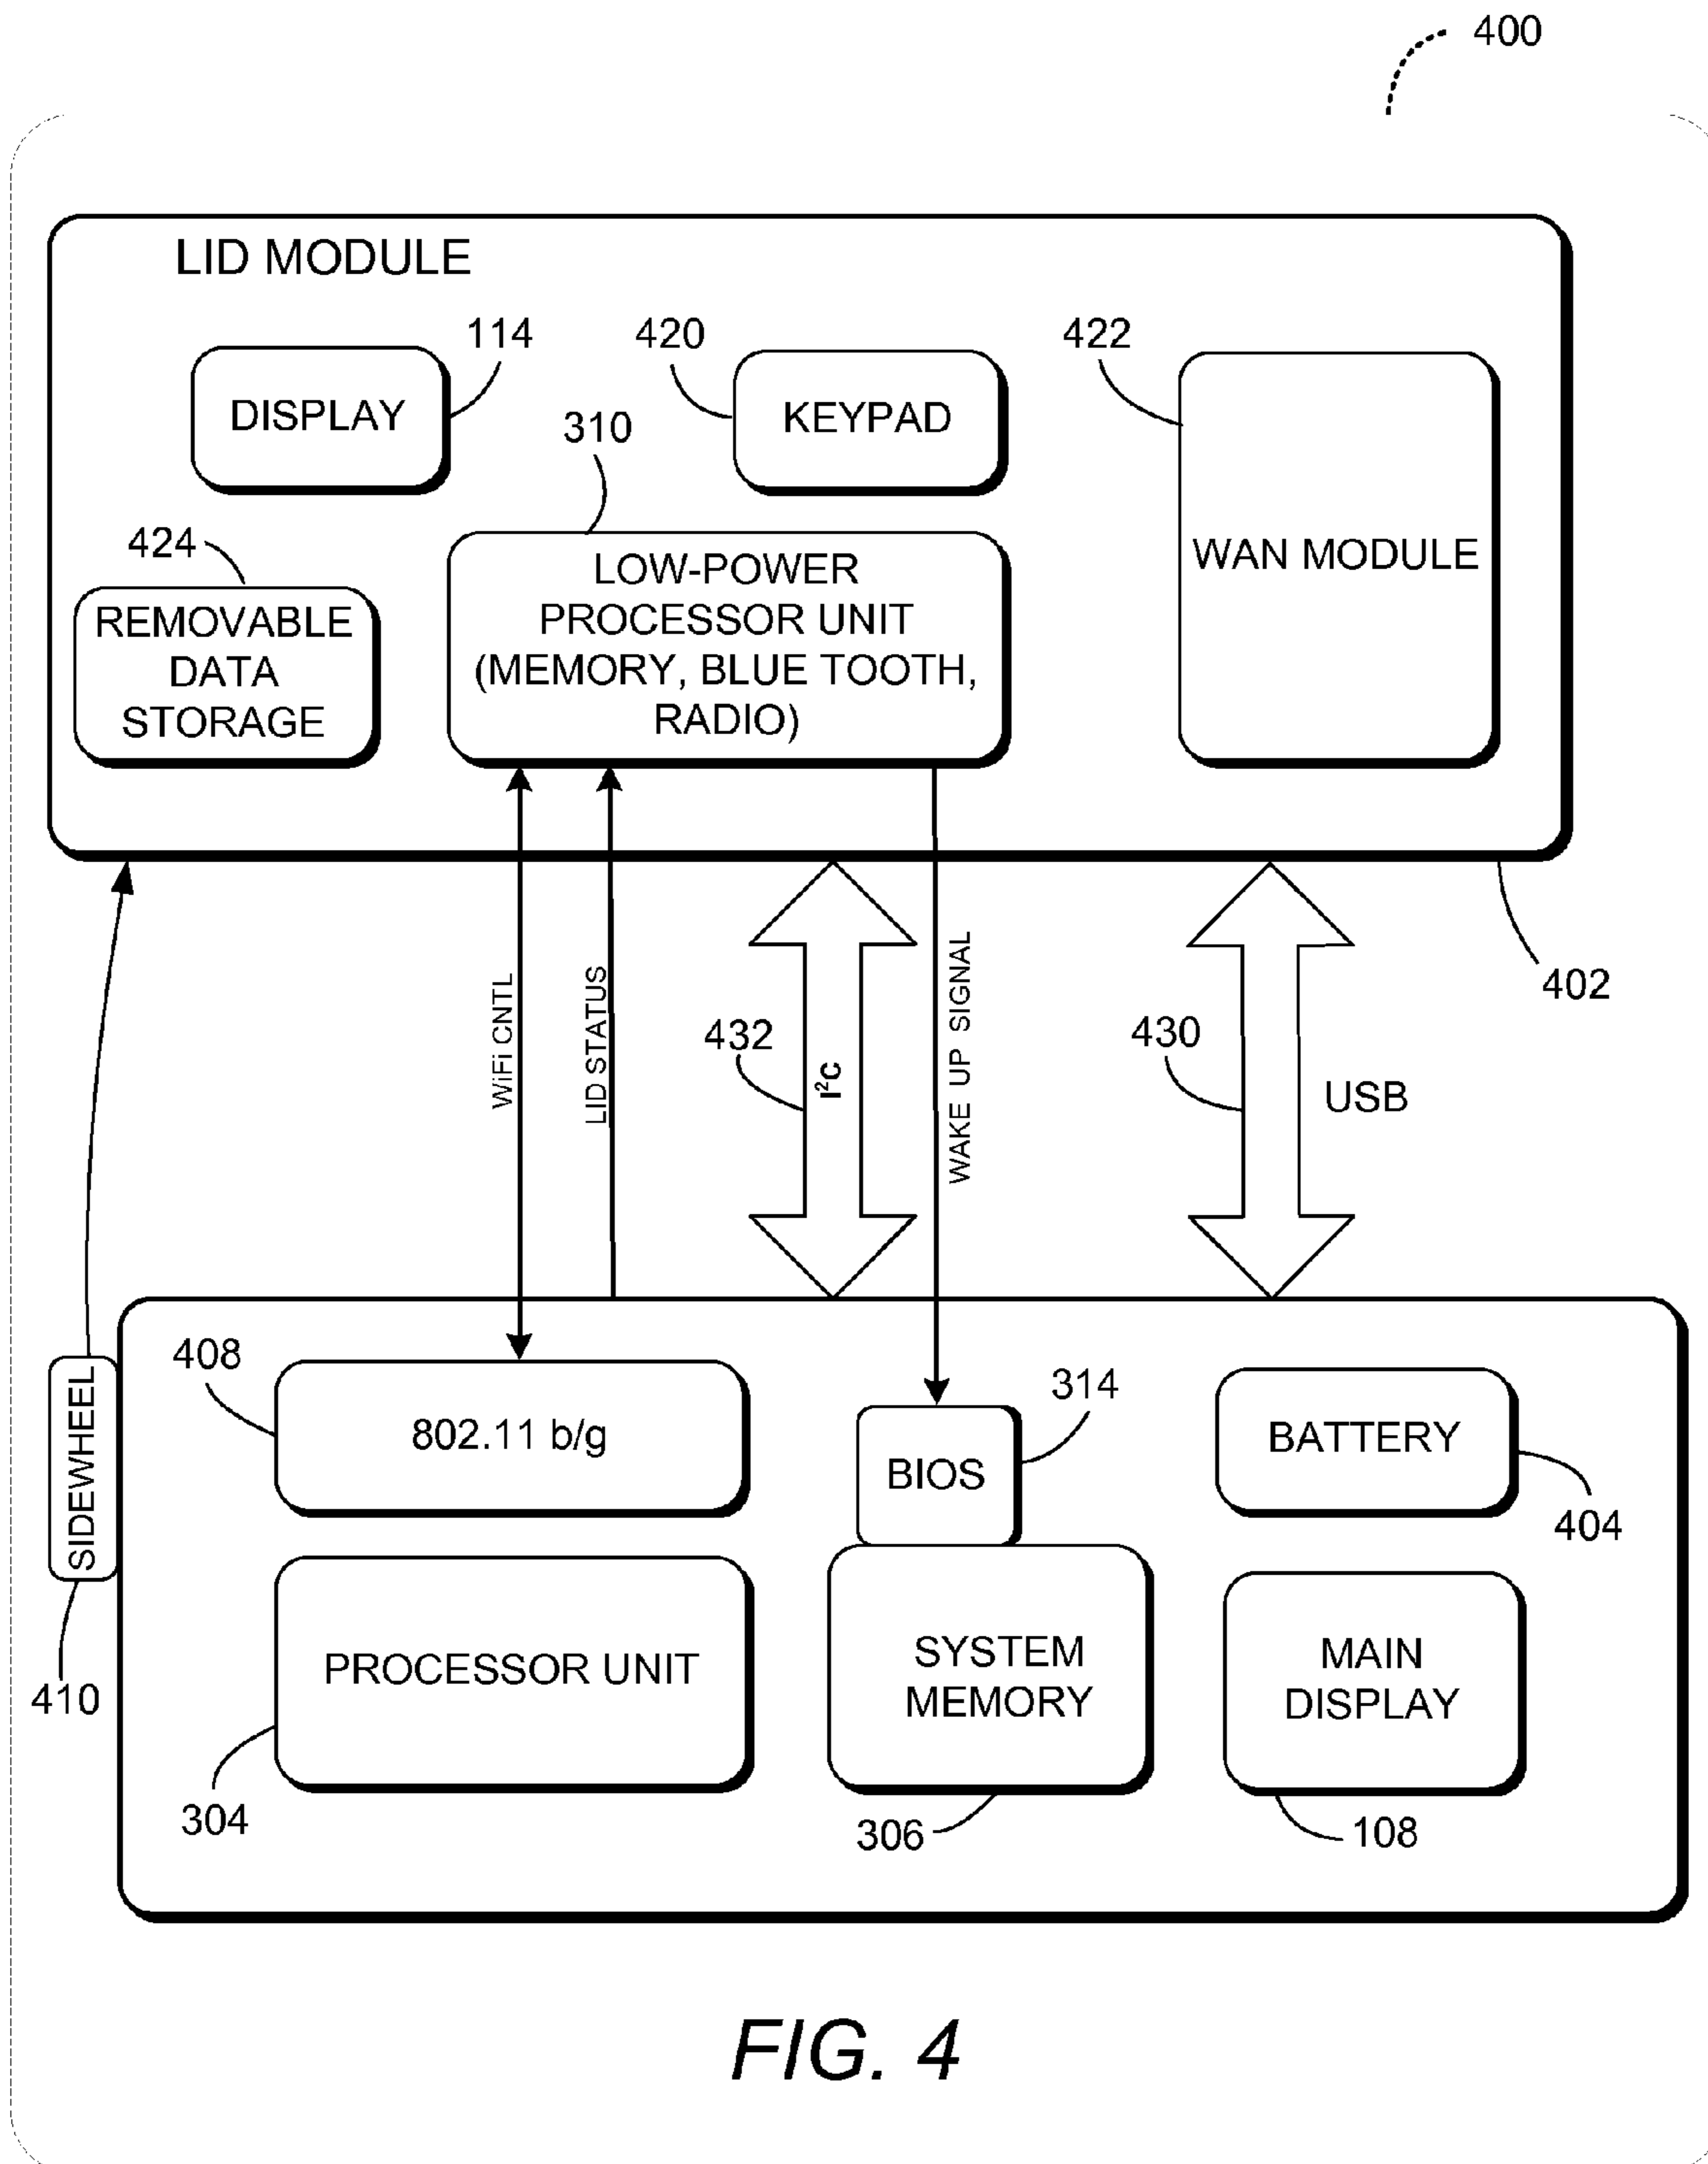 400
LID MODULE
114
420
422
DISPLAY
KEYPAD
310
424
LOW-POWER
PROCESSOR UNIT
(MEMORY, BLUE TOOTH,
RADIO)
WAN MODULE
REMOVABLE
DATA
STORAGE
402
WiFi CNTL
LID STATUS
432
I²C
WAKE UP SIGNAL
430
USB
408
802.11 b/g
314
BIOS
BATTERY
404
SIDEWHEEL
410
PROCESSOR UNIT
304
SYSTEM
MEMORY
306
MAIN
DISPLAY
108
FIG. 4